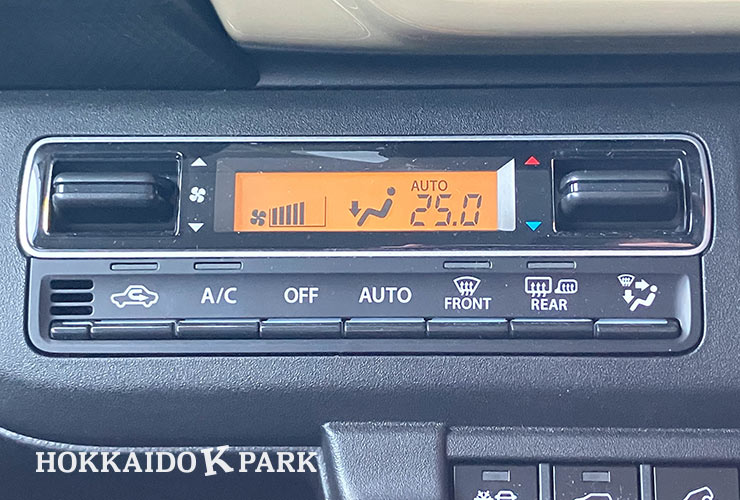 AUTO
25.0
A/C OFF AUTO FRONT REAR
HOKKAIDO K PARK